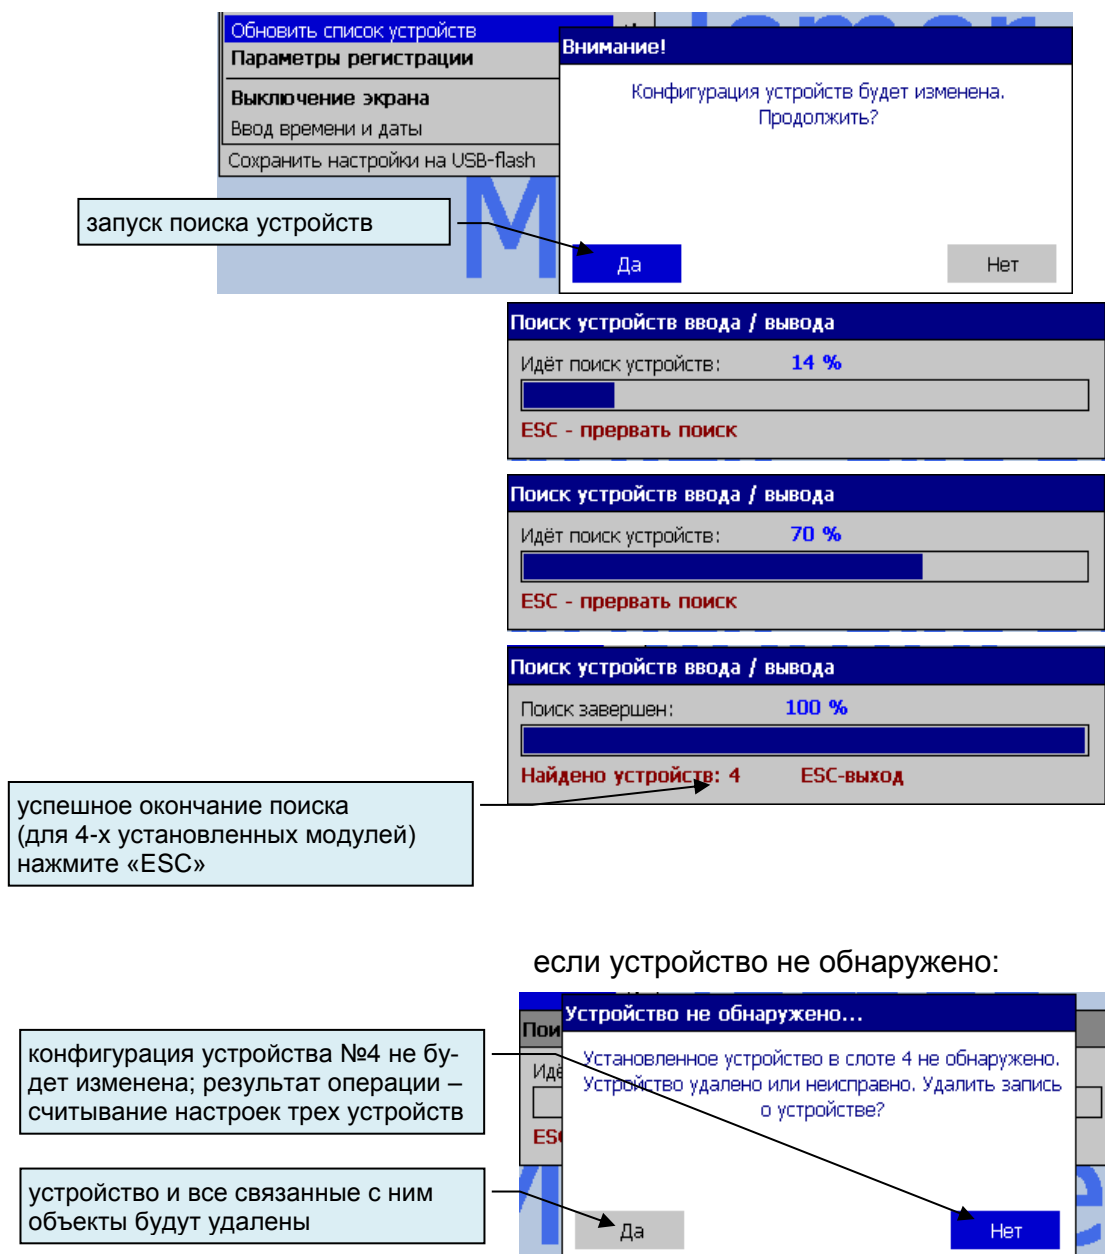 Обновить список устройств
Параметры регистрации
Выключение экрана
Ввод времени и даты
Сохранить настройки на USB-flash
Внимание!
Конфигурация устройств будет изменена.
Продолжить?
Да
Нет
запуск поиска устройств
Поиск устройств ввода / вывода
Идёт поиск устройств: 14 %
ESC - прервать поиск
Поиск устройств ввода / вывода
Идёт поиск устройств: 70 %
ESC - прервать поиск
Поиск устройств ввода / вывода
Поиск завершен: 100 %
Найдено устройств: 4 ESC-выход
успешное окончание поиска
(для 4-х установленных модулей)
нажмите «ESC»
если устройство не обнаружено:
Устройство не обнаружено...
Установленное устройство в слоте 4 не обнаружено.
Устройство удалено или неисправно. Удалить запись
о устройстве?
Да
Нет
конфигурация устройства №4 не бу-
дет изменена; результат операции –
считывание настроек трех устройств
устройство и все связанные с ним
объекты будут удалены